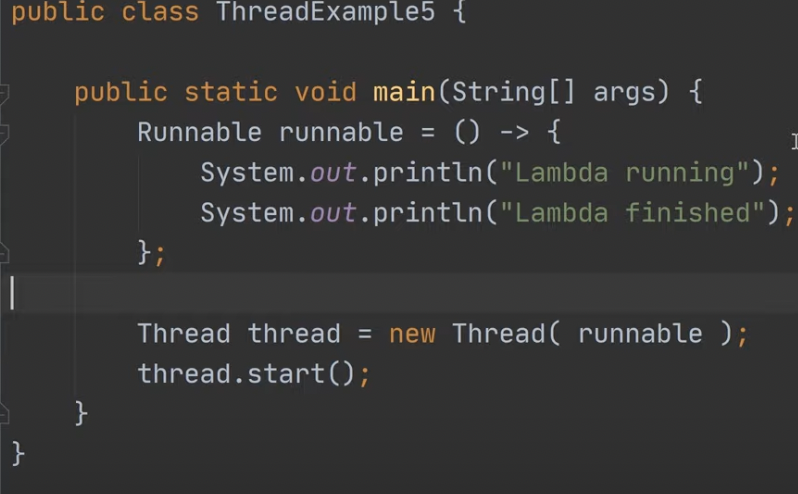 public class ThreadExample5 {
public static void main(String[] args) {
Runnable runnable = () -> {
System.out.println("Lambda running");
System.out.println("Lambda finished");
};
Thread thread = new Thread( runnable );
thread.start();
}
}